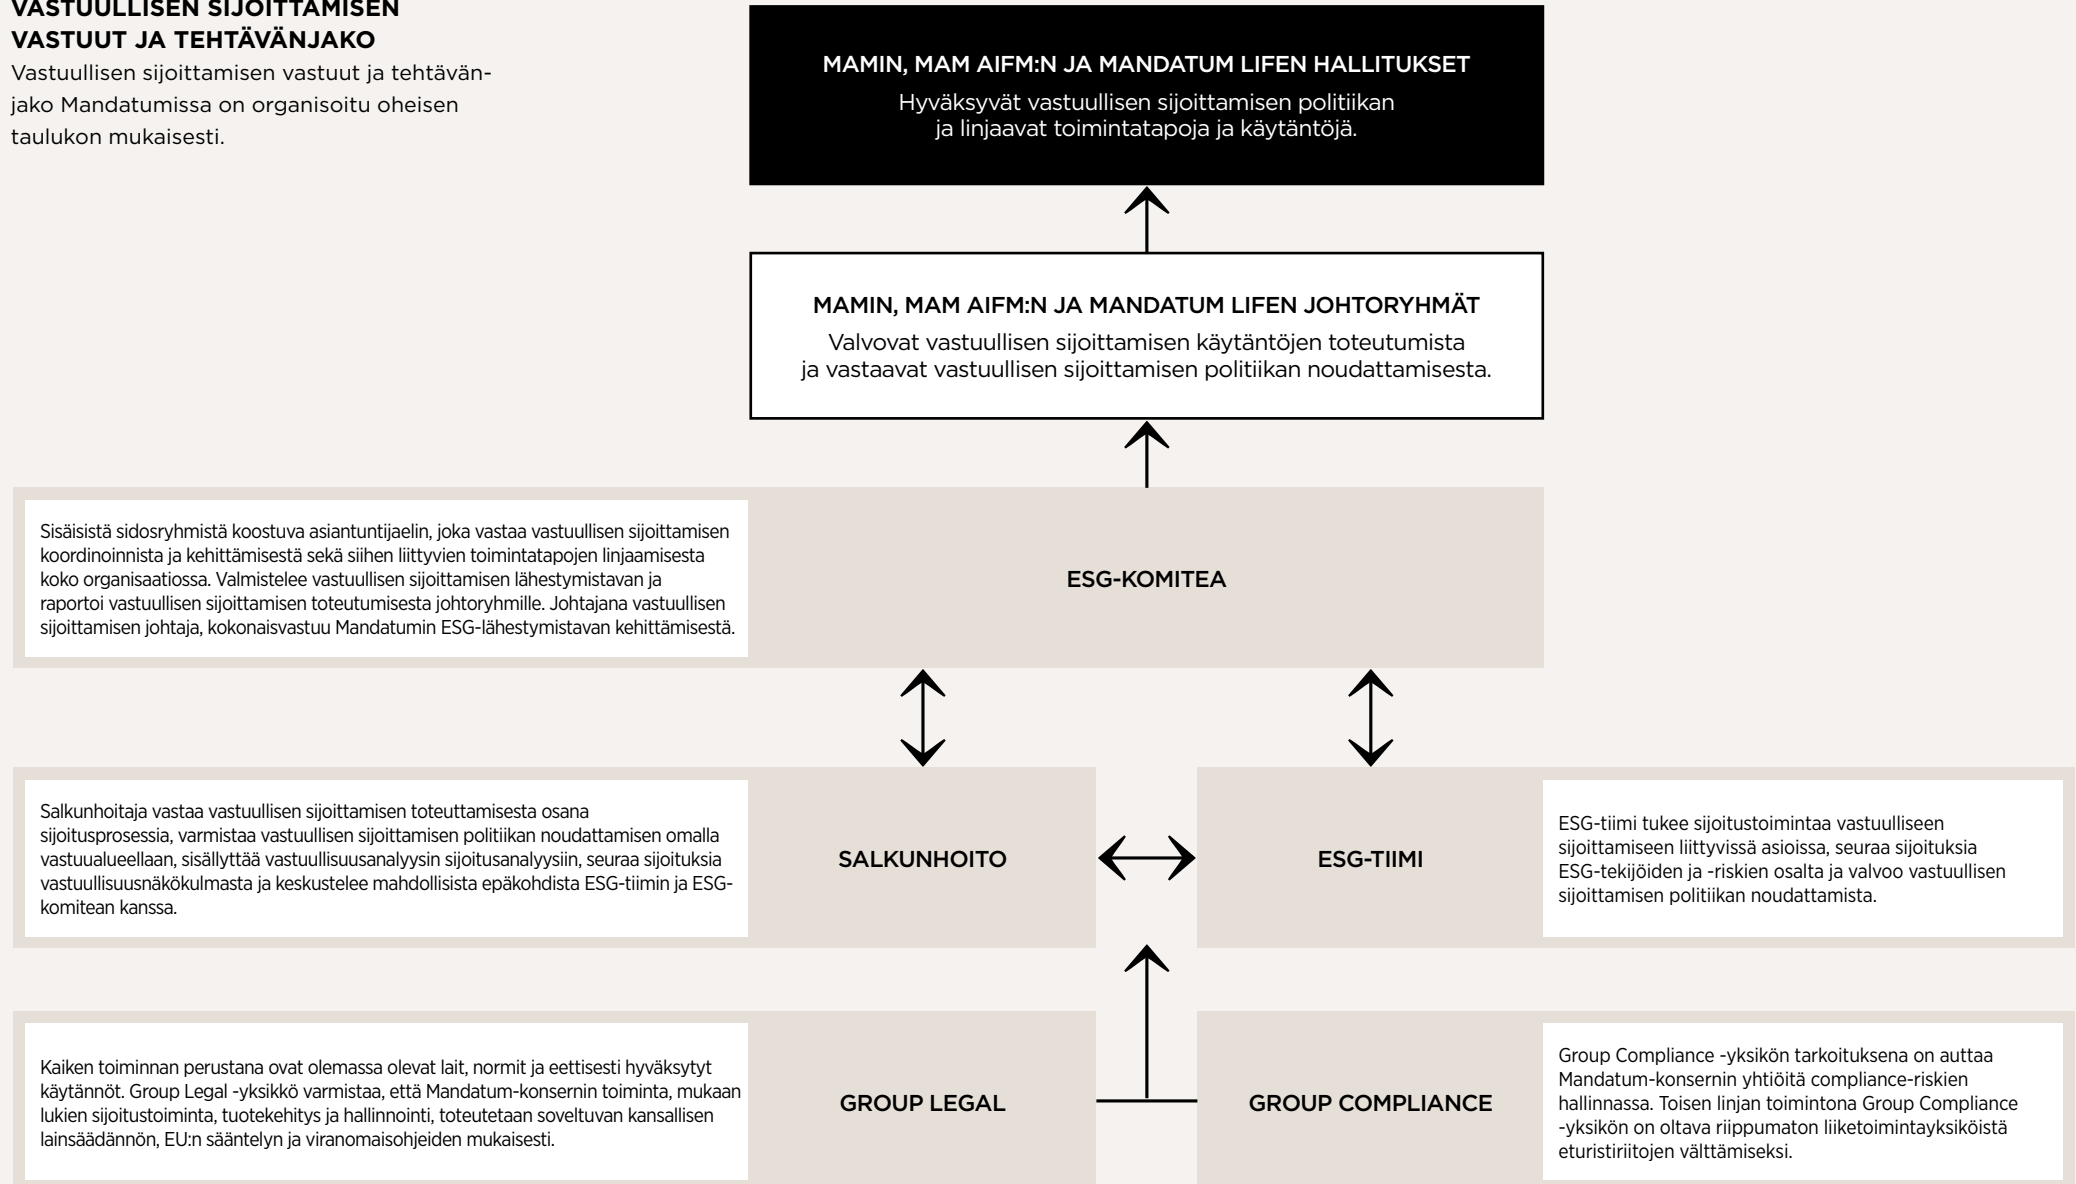 VASTUULLISEN SIJOITTAMISEN
VASTUUT JA TEHTÄVÄNJAKO
Vastuullisen sijoittamisen vastuut ja tehtävän-
jako Mandatumissa on organisoitu oheisen
taulukon mukaisesti.
MAMIN, MAM AIFM:N JA MANDATUM LIFEN HALLITUKSET
Hyväksyvät vastuullisen sijoittamisen politiikan
ja linjaavat toimintatapoja ja käytäntöjä.
MAMIN, MAM AIFM:N JA MANDATUM LIFEN JOHTORYHMÄT
Valvovat vastuullisen sijoittamisen käytäntöjen toteutumista
ja vastaavat vastuullisen sijoittamisen politiikan noudattamisesta.
Sisäisistä sidosryhmistä koostuva asiantuntijaelin, joka vastaa vastuullisen sijoittamisen
koordinoinnista ja kehittämisestä sekä siihen liittyvien toimintatapojen linjaamisesta
koko organisaatiossa. Valmistelee vastuullisen sijoittamisen lähestymistavan ja
raportoi vastuullisen sijoittamisen toteutumisesta johtoryhmille. Johtajana vastuullisen
sijoittamisen johtaja, kokonaisvastuu Mandatumin ESG-lähestymistavan kehittämisestä.
ESG-KOMITEA
Salkunhoitaja vastaa vastuullisen sijoittamisen toteuttamisesta osana
sijoitusprosessia, varmistaa vastuullisen sijoittamisen politiikan noudattamisen omalla
vastuualueellaan, sisällyttää vastuullisuusanalyysin sijoitusanalyysiin, seuraa sijoituksia
vastuullisuusnäkökulmasta ja keskustelee mahdollisista epäkohdista ESG-tiimin ja ESG-
komitean kanssa.
SALKUNHOITO
ESG-TIIMI
ESG-tiimi tukee sijoitustoimintaa vastuulliseen
sijoittamiseen liittyvissä asioissa, seuraa sijoituksia
ESG-tekijöiden ja -riskien osalta ja valvoo vastuullisen
sijoittamisen politiikan noudattamista.
Kaiken toiminnan perustana ovat olemassa olevat lait, normit ja eettisesti hyväksytyt
käytännöt. Group Legal -yksikkö varmistaa, että Mandatum-konsernin toiminta, mukaan
lukien sijoitustoiminta, tuotekehitys ja hallinnointi, toteutetaan soveltuvan kansallisen
lainsäädännön, EU:n sääntelyn ja viranomaisohjeiden mukaisesti.
GROUP LEGAL
GROUP COMPLIANCE
Group Compliance -yksikön tarkoituksena on auttaa
Mandatum-konsernin yhtiöitä compliance-riskien
hallinnassa. Toisen linjan toimintona Group Compliance
-yksikön on oltava riippumaton liiketoimintayksiköistä
eturistiriitojen välttämiseksi.